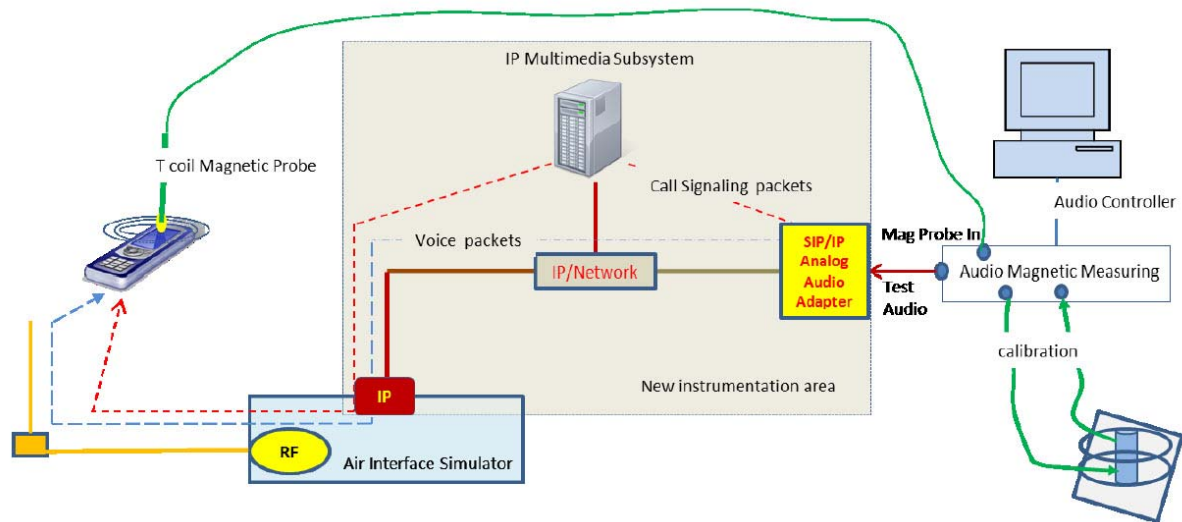 IP Multimedia Subsystem
T coil Magnetic Probe
Call Signaling packets
Audio Controller
Voice packets
SIP/IP
Analog
Audio
Adapter
Mag Probe In
IP/Network
Audio Magnetic Measuring
Test
Audio
calibration
New instrumentation area
IP
RF
Air Interface Simulator